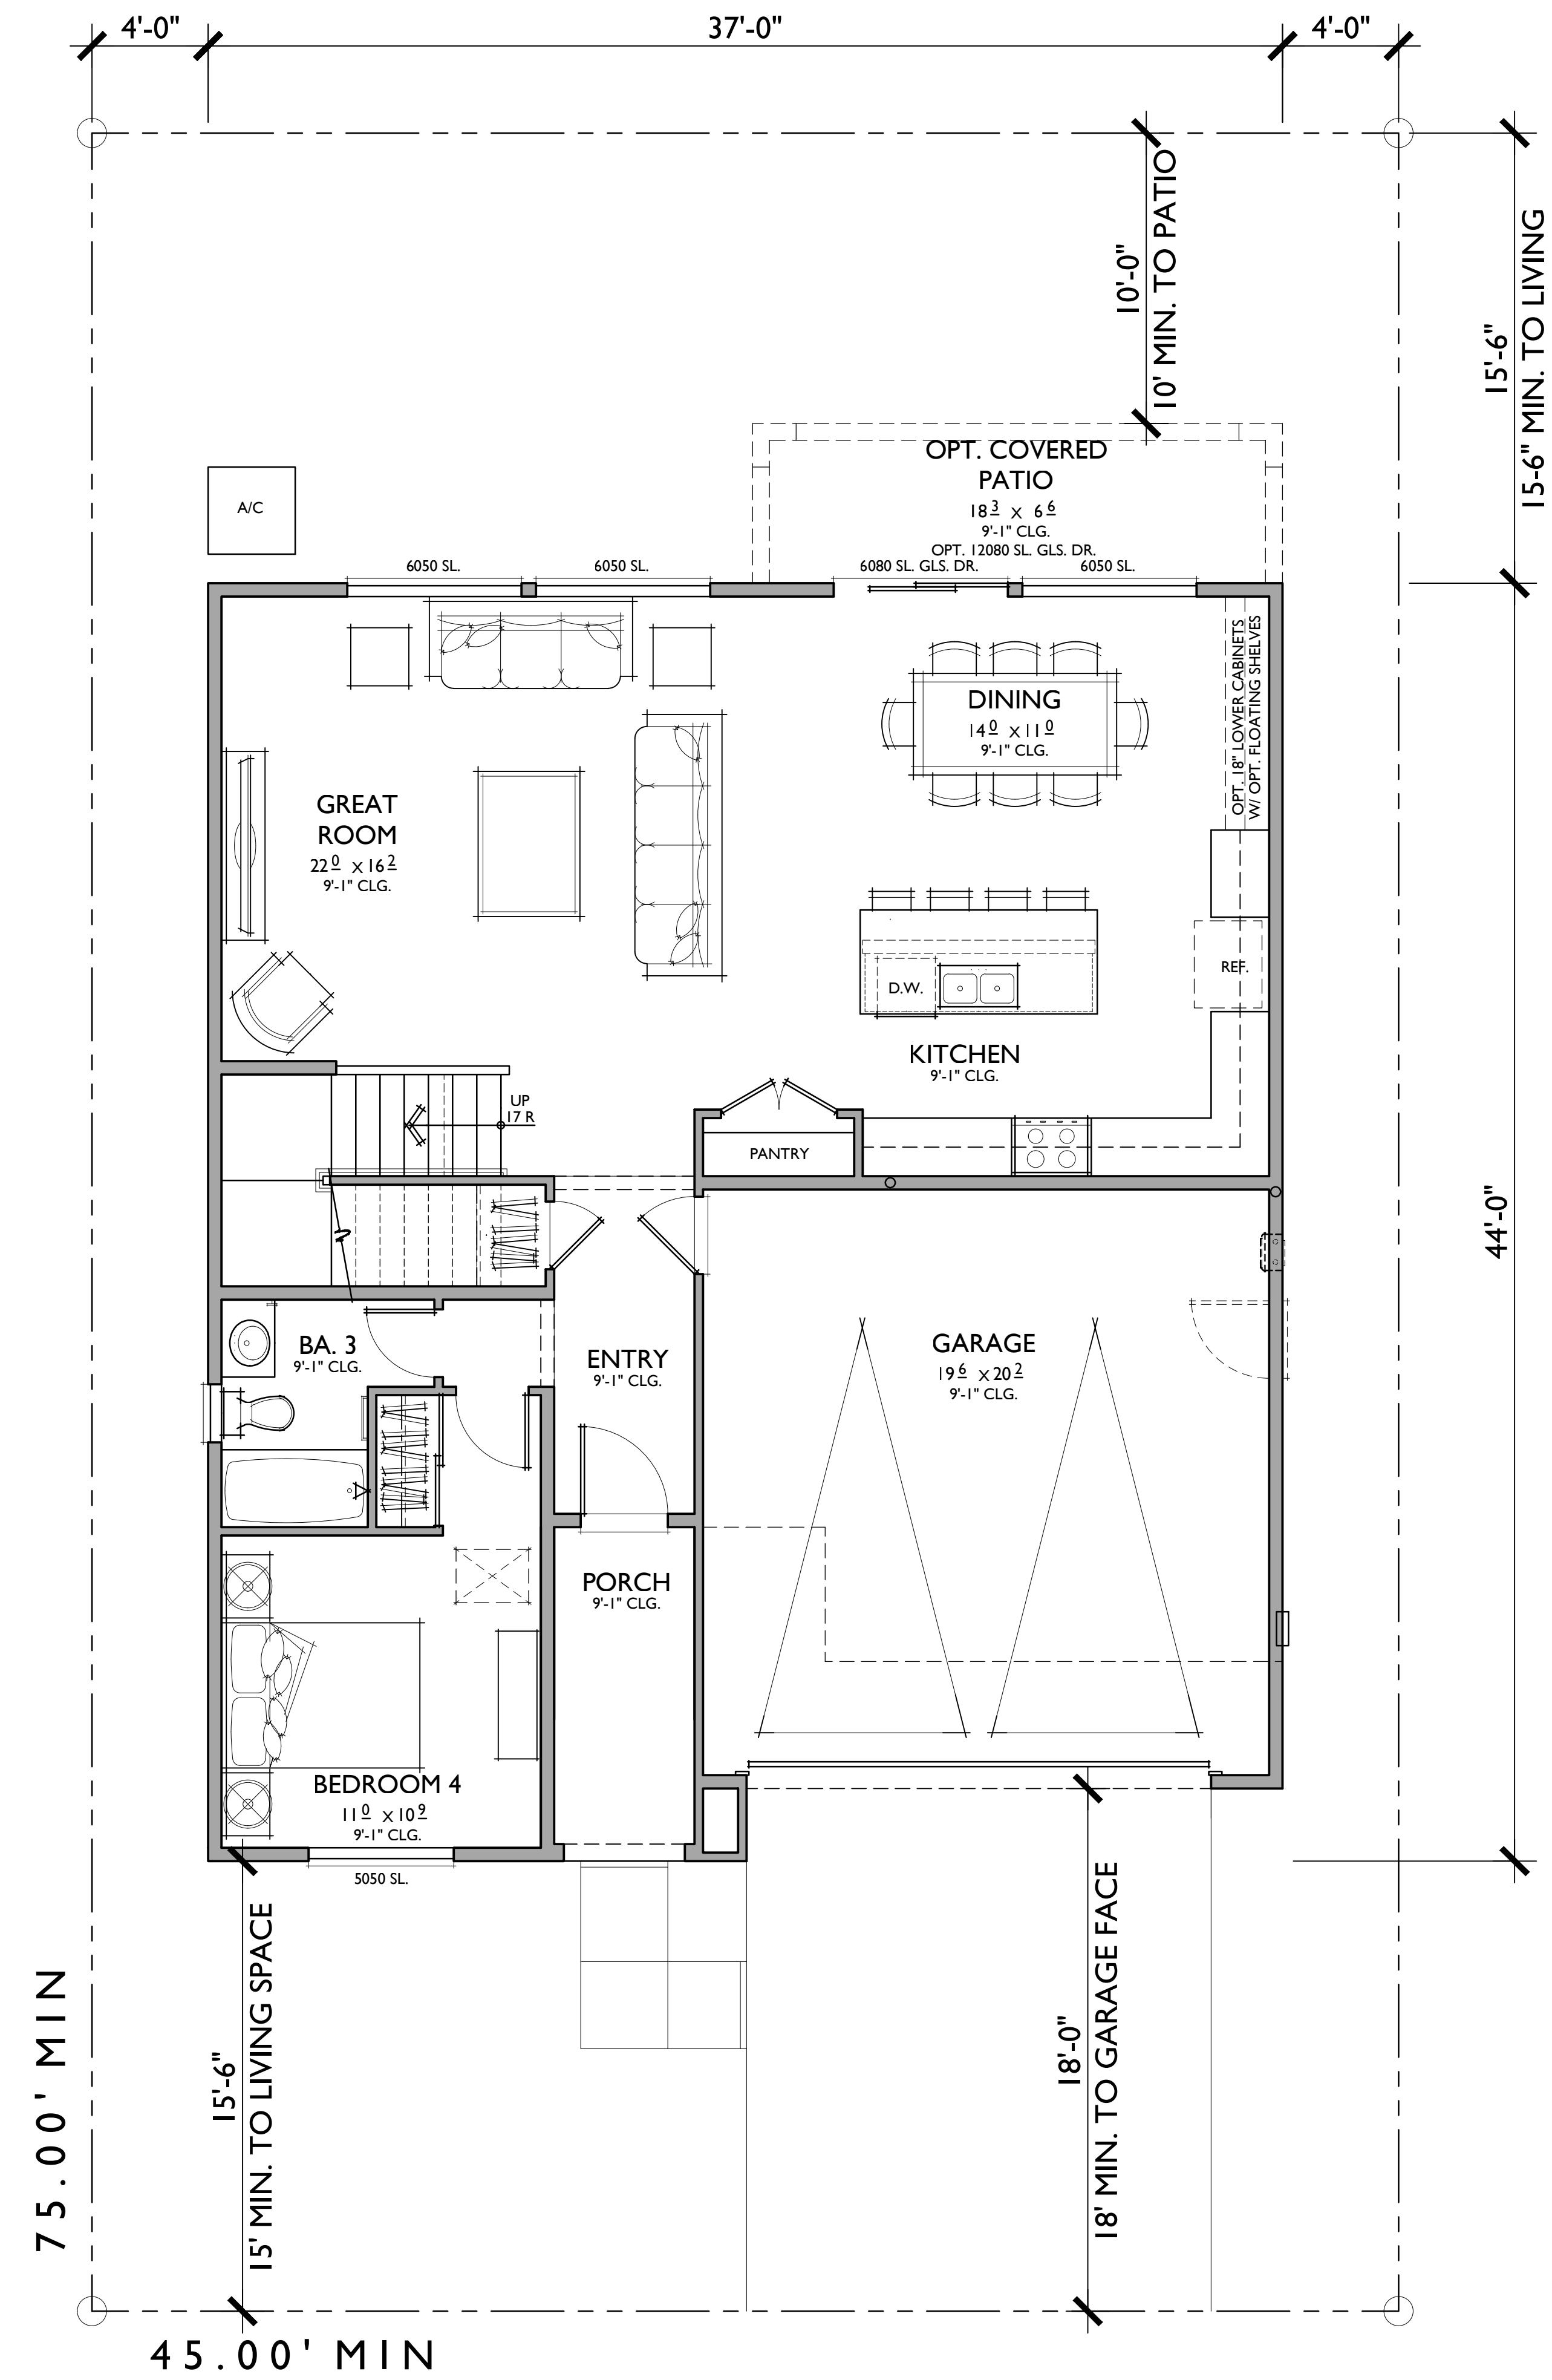 4'-0"
37'-0"
4'-0"
10'-0"
10' MIN. TO PATIO
15'-6"
15-6" MIN. TO LIVING
OPT. COVERED
PATIO
18 3 X 6 6
9'-1" CLG.
OPT. 12080 SL. GLS. DR.
A/C
6050 SL.
6050 SL.
6080 SL. GLS. DR.
6050 SL.
OPT. 18" LOWER CABINETS
W/ OPT. FLOATING SHELVES
DINING
14 0 X 11 0
9'-1" CLG.
GREAT
ROOM
22 0 X 16 2
9'-1" CLG.
REF.
D.W.
KITCHEN
9'-1" CLG.
UP
17 R
PANTRY
44'-0"
BA. 3
9'-1" CLG.
ENTRY
9'-1" CLG.
GARAGE
19 6 X 20 2
9'-1" CLG.
PORCH
9'-1" CLG.
BEDROOM 4
11 0 X 10 9
9'-1" CLG.
5050 SL.
15'-6"
15' MIN. TO LIVING SPACE
18'-0"
18' MIN. TO GARAGE FACE
75.00' MIN
45.00' MIN